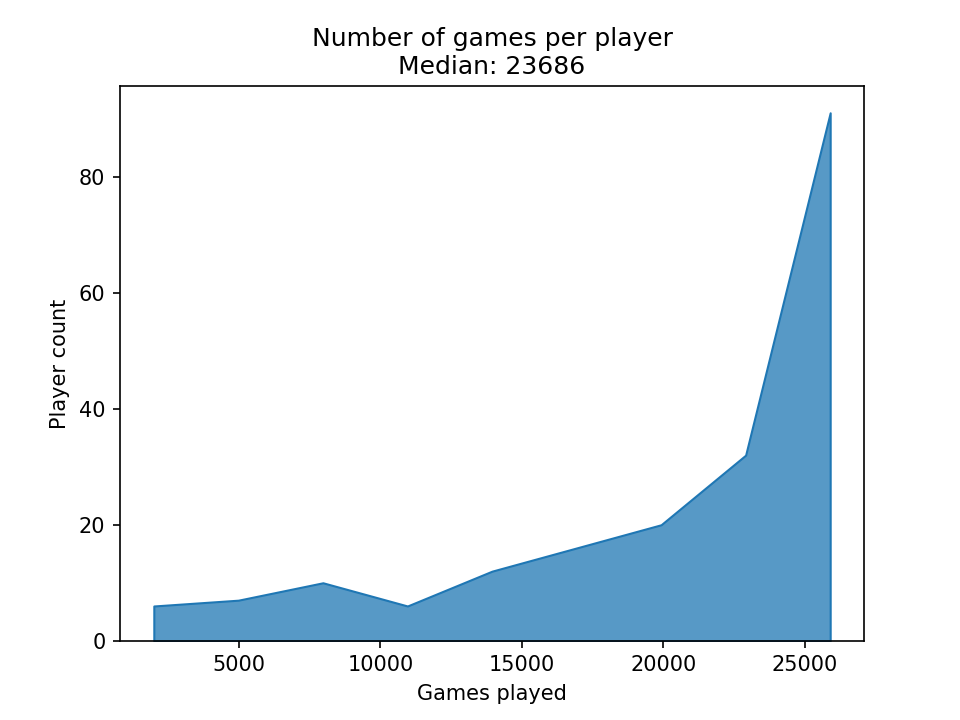 Number of games per player
Median: 23686
Player count
80
60
40
20
0
5000 10000 15000 20000 25000
Games played